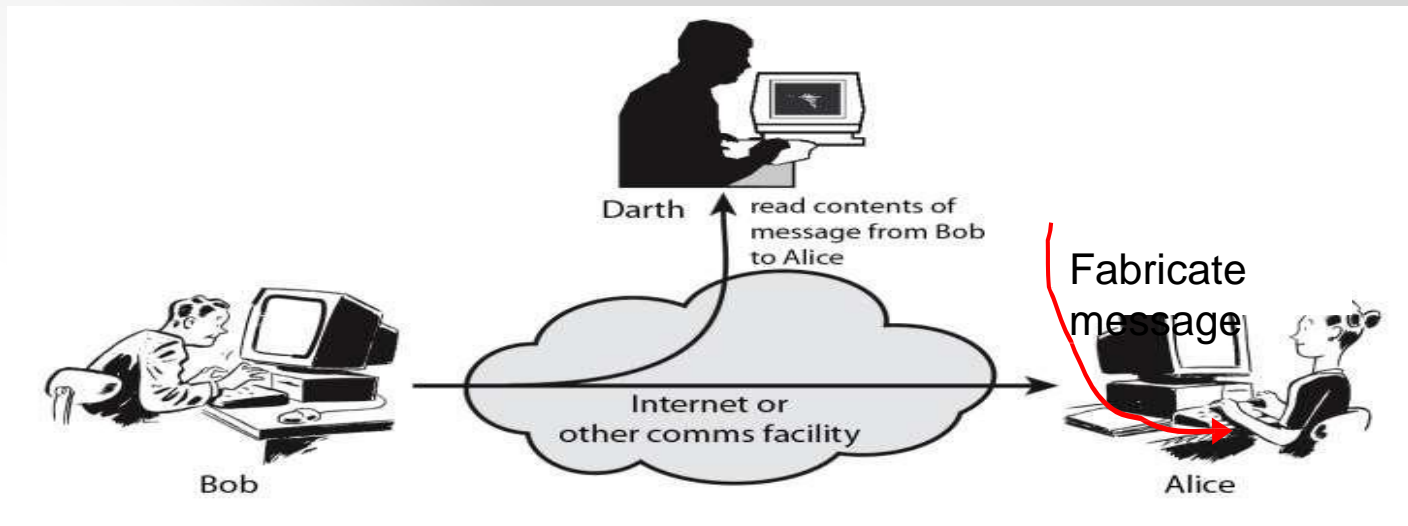 Darth
read contents of
message from Bob
to Alice
Fabricate
message
Internet or
other comms facility
Bob
Alice